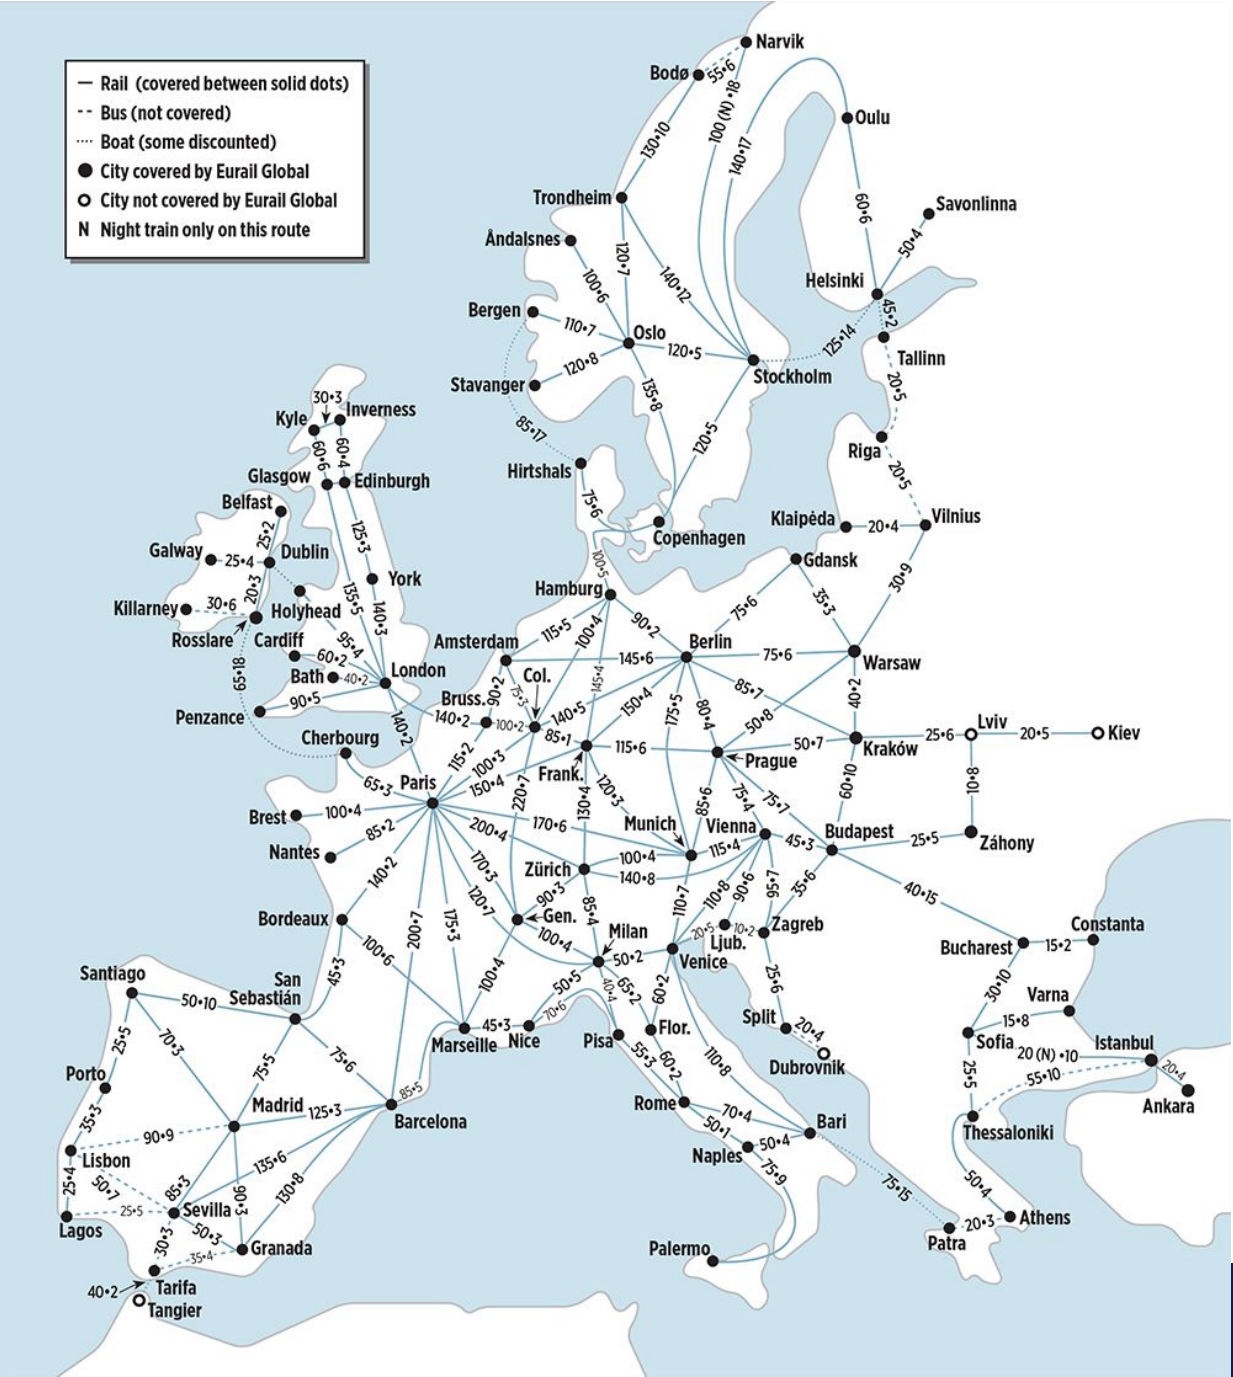 Rail (covered between solid dots)
Bus (not covered)
Boat (some discounted)
City covered by Eurail Global
City not covered by Eurail Global
N Night train only on this route
Narvik
Bodø
55•6
100 (N) •18
140•17
Oulu
130•10
Trondheim
60•6
Savonlinna
Åndalsnes
120•7
50•4
100•6
140•12
Helsinki
45•2
Bergen
110•7
Oslo
120•5
125•14
Tallinn
Stavanger
120•8
Stockholm
20•5
135•8
120•5
85•17
30•3
Kyle
Inverness
60•6
60•4
Riga
20•5
Hirtshals
Glasgow
Edinburgh
75•6
Belfast
25•2
125•3
Copenhagen
Klaipėda
20•4
Vilnius
Galway
25•4
Dublin
100•5
Gdansk
30•9
York
Hamburg
75•6
35•3
Killarney
30•6
20•3
Holyhead
135•5
140•3
Rosslare
Cardiff
95•4
Amsterdam
115•5
100•4
90•2
Berlin
60•2
145•6
75•6
Warsaw
65•18
Bath
40•2
London
Col.
145•4
Bruss.
90•2
75•3
150•4
175•5
85•7
40•2
Penzance
90•5
140•2
140•2
100•2
140•5
80•4
50•8
Lviv
Cherbourg
85•1
Frank.
115•6
50•7
Kraków
25•6
20•5
Kiev
Prague
115•2
100•3
65•3
Paris
150•4
220•7
120•3
60•10
10•8
Brest
100•4
130•4
85•6
75•4
75•7
85•2
170•6
Munich
Vienna
Budapest
Nantes
200•4
115•4
45•3
25•5
Záhony
140•2
170•3
Zürich
100•4
140•8
120•7
90•3
35•6
40•15
Bordeaux
Gen.
85•4
110•7
110•8
90•6
95•7
Constanta
200•7
175•3
100•4
Milan
20•5
10•2
Zagreb
Bucharest
15•2
100•6
50•2
Venice
Ljub.
Santiago
San
Sebastián
45•3
50•10
100•4
50•5
40•4
65•2
60•2
25•6
30•10
Varna
70•6
25•5
70•3
45•3
Marseille
Nice
Pisa
Flor.
Split
20•4
Dubrovnik
15•8
Sofia
Istanbul
75•5
75•6
20 (N) •10
Porto
85•5
55•3
60•2
110•8
25•5
55•10
20•4
Ankara
35•3
Madrid
125•3
Barcelona
Rome
70•4
Bari
Thessaloniki
90•9
50•1
50•4
Lisbon
Naples
25•4
50•7
85•3
90•3
135•6
130•8
75•9
75•15
50•4
25•5
Sevilla
Lagos
50•3
20•3
Athens
Patra
30•3
35•4
Granada
Palermo
40•2
Tarifa
Tangier